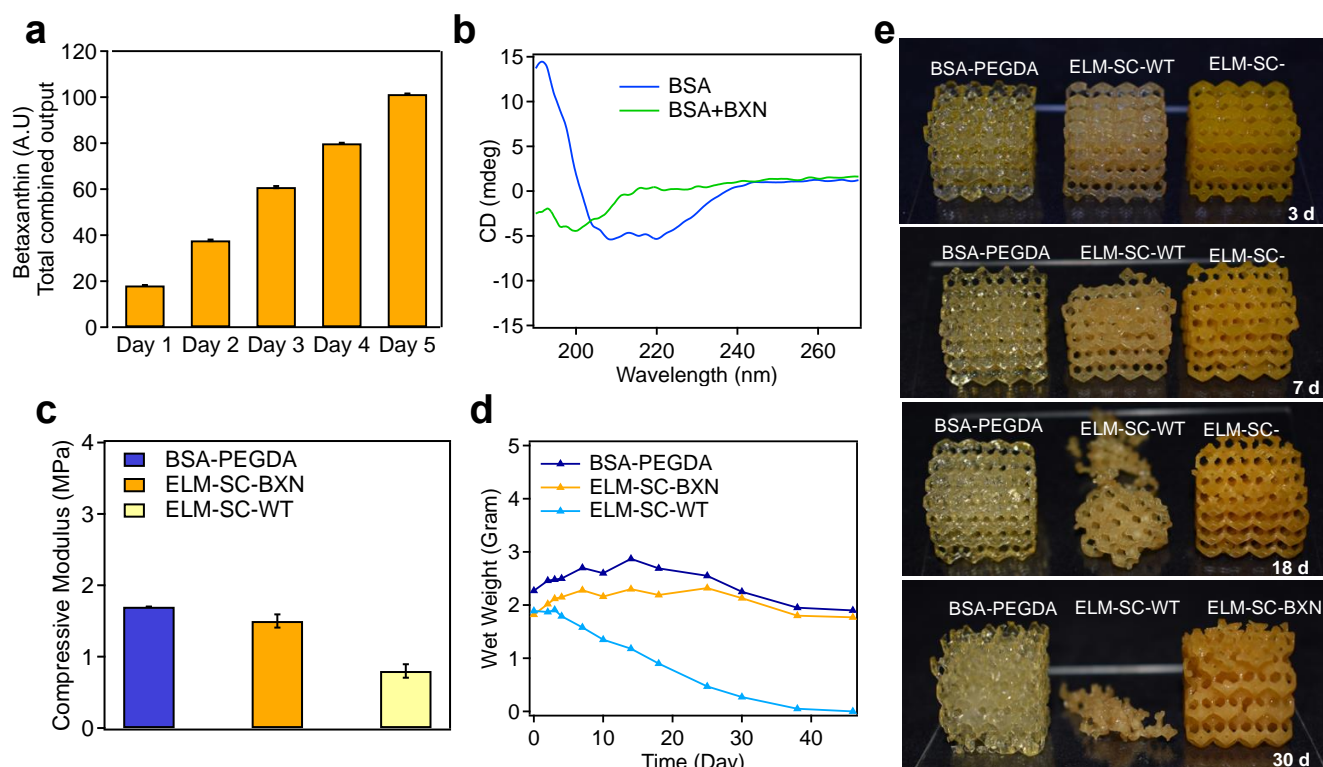 a
Betaxanthin (A.U)
Total combined output
120
100
80
60
40
20
0
Day 1 Day 2 Day 3 Day 4 Day 5
b
CD (mdeg)
15
10
5
0
-5
-10
-15
BSA
BSA+BXN
200 220 240 260
Wavelength (nm)
c
Compressive Modulus (MPa)
4
3
2
1
0
BSA-PEGDA
ELM-SC-BXN
ELM-SC-WT
d
Wet Weight (Gram)
5
4
3
2
1
0
BSA-PEGDA
ELM-SC-BXN
ELM-SC-WT
0 10 20 30 40
Time (Day)
e
BSA-PEGDA ELM-SC-WT ELM-SC-
3 d
BSA-PEGDA ELM-SC-WT ELM-SC-
7 d
BSA-PEGDA ELM-SC-WT ELM-SC-
18 d
BSA-PEGDA ELM-SC-WT ELM-SC-BXN
30 d